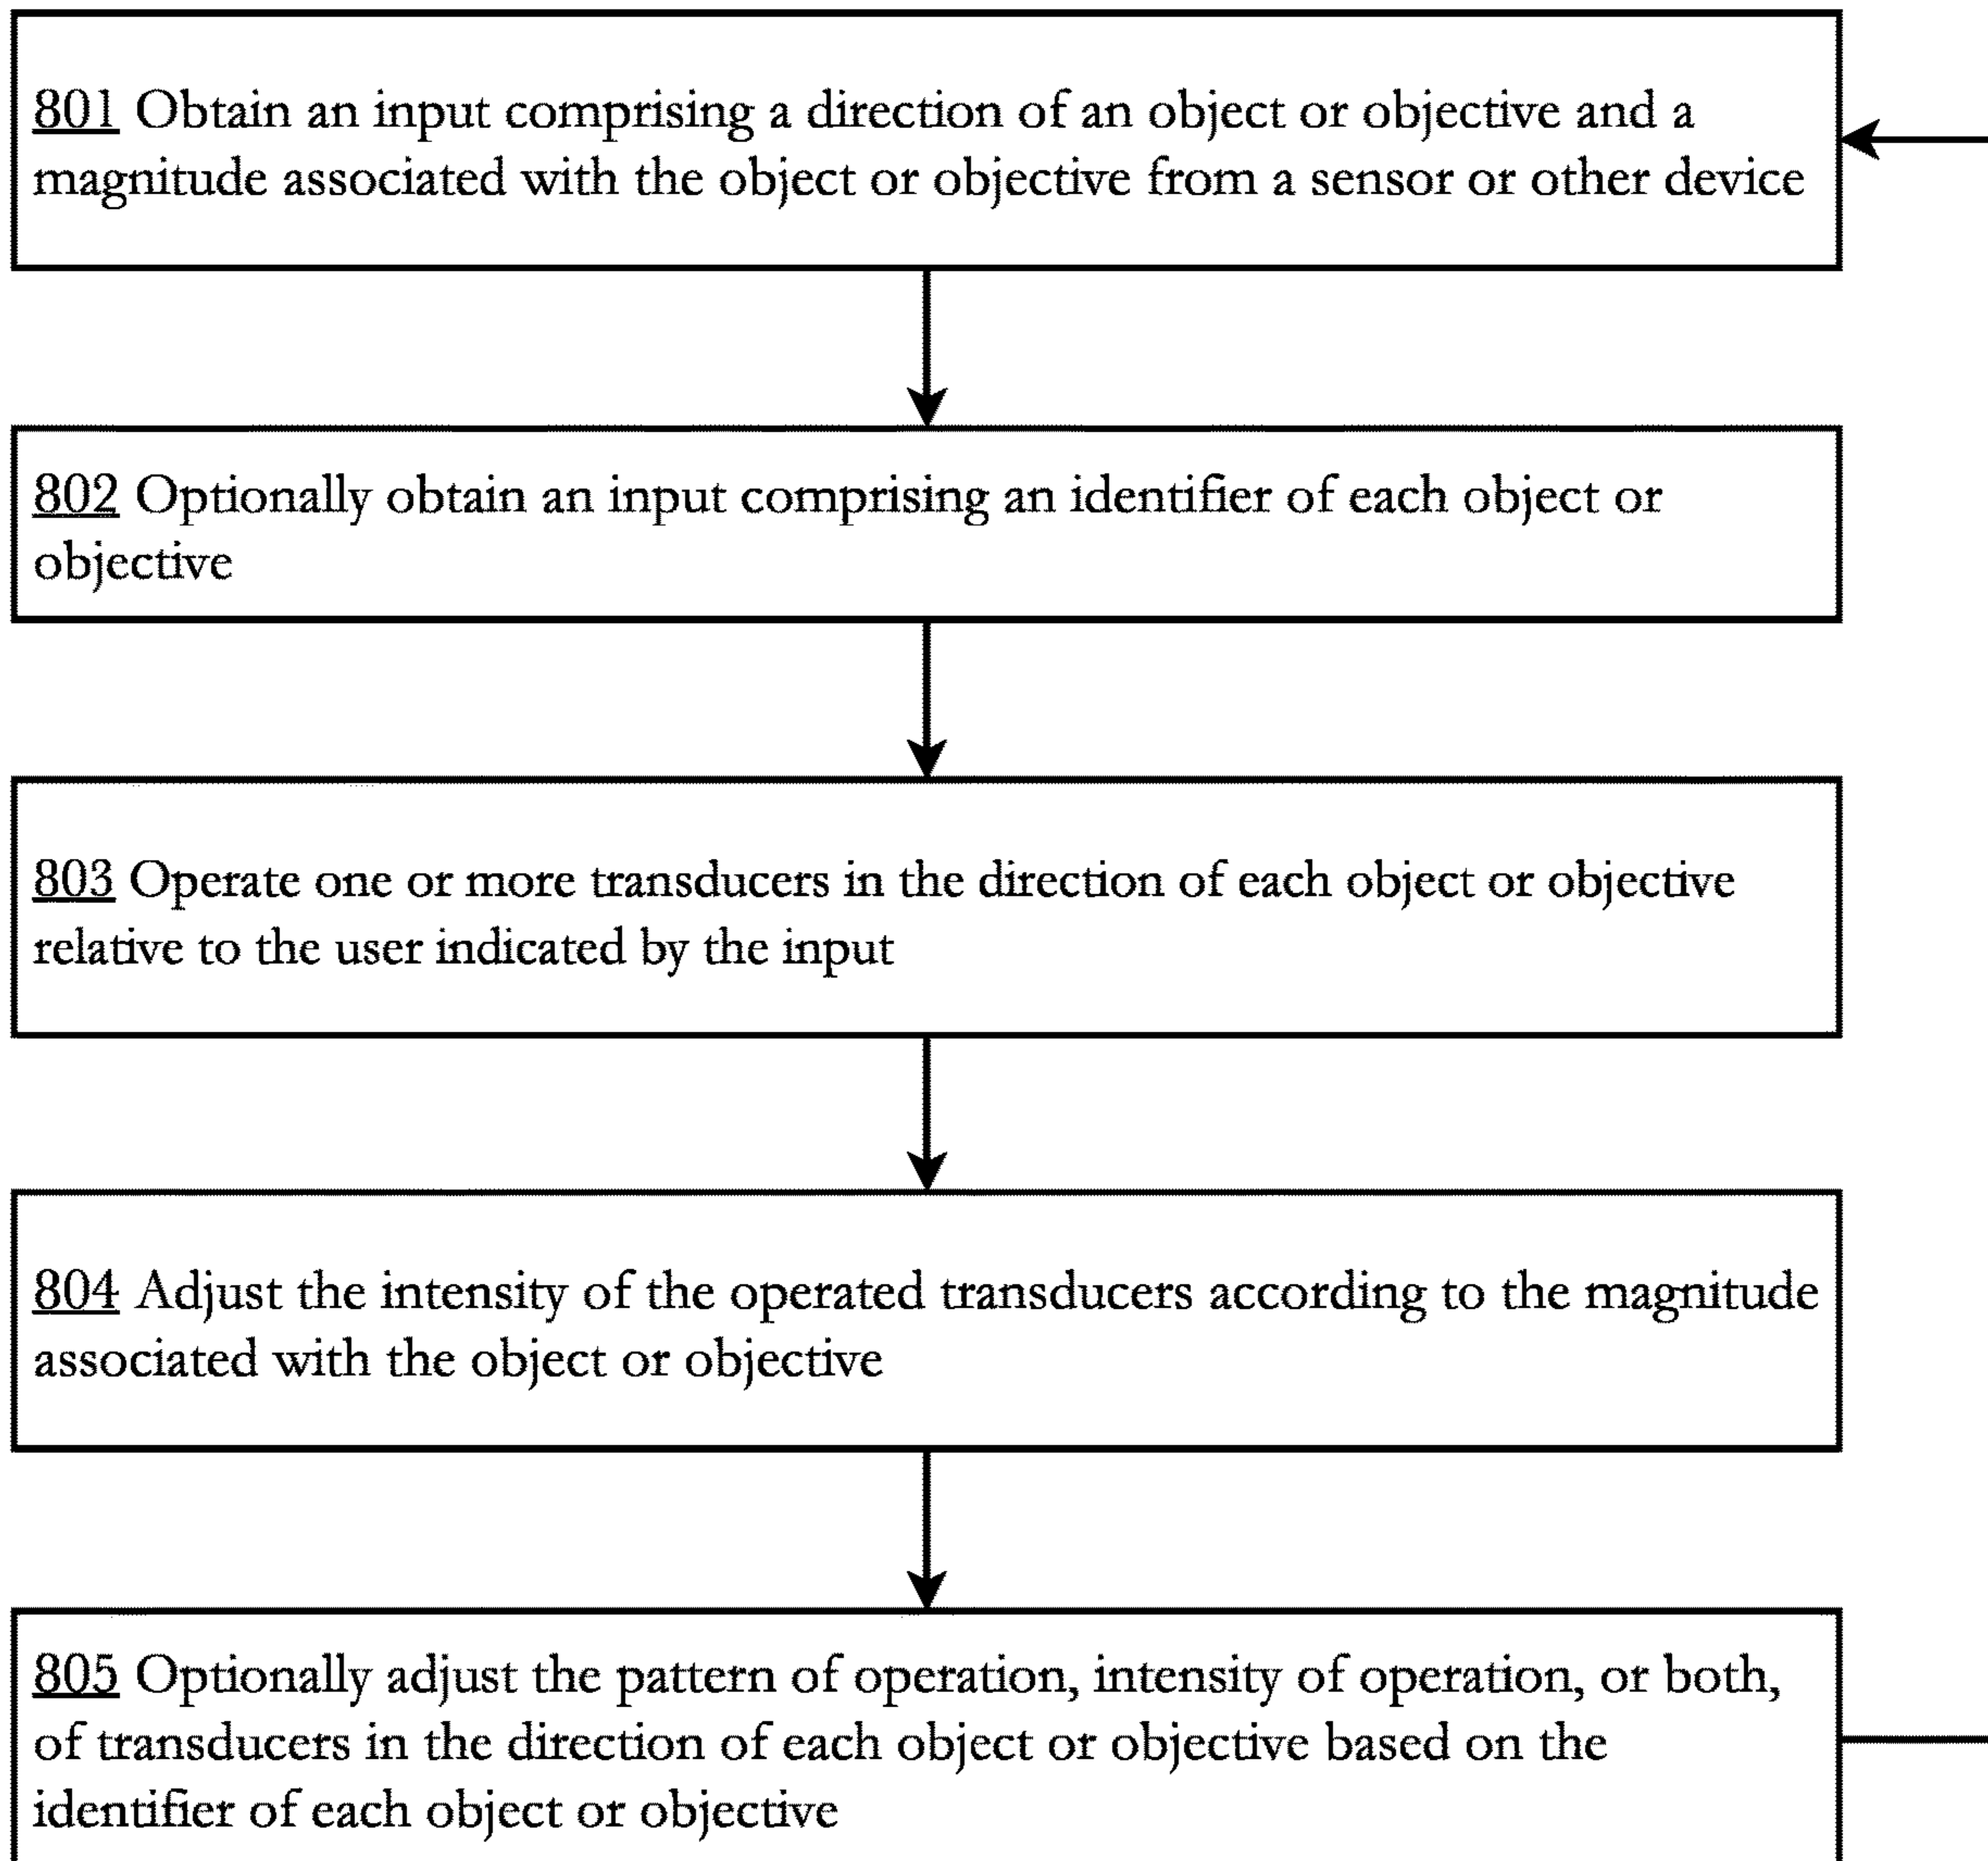 801 Obtain an input comprising a direction of an object or objective and a
magnitude associated with the object or objective from a sensor or other device
802 Optionally obtain an input comprising an identifier of each object or
objective
803 Operate one or more transducers in the direction of each object or objective
relative to the user indicated by the input
804 Adjust the intensity of the operated transducers according to the magnitude
associated with the object or objective
805 Optionally adjust the pattern of operation, intensity of operation, or both,
of transducers in the direction of each object or objective based on the
identifier of each object or objective